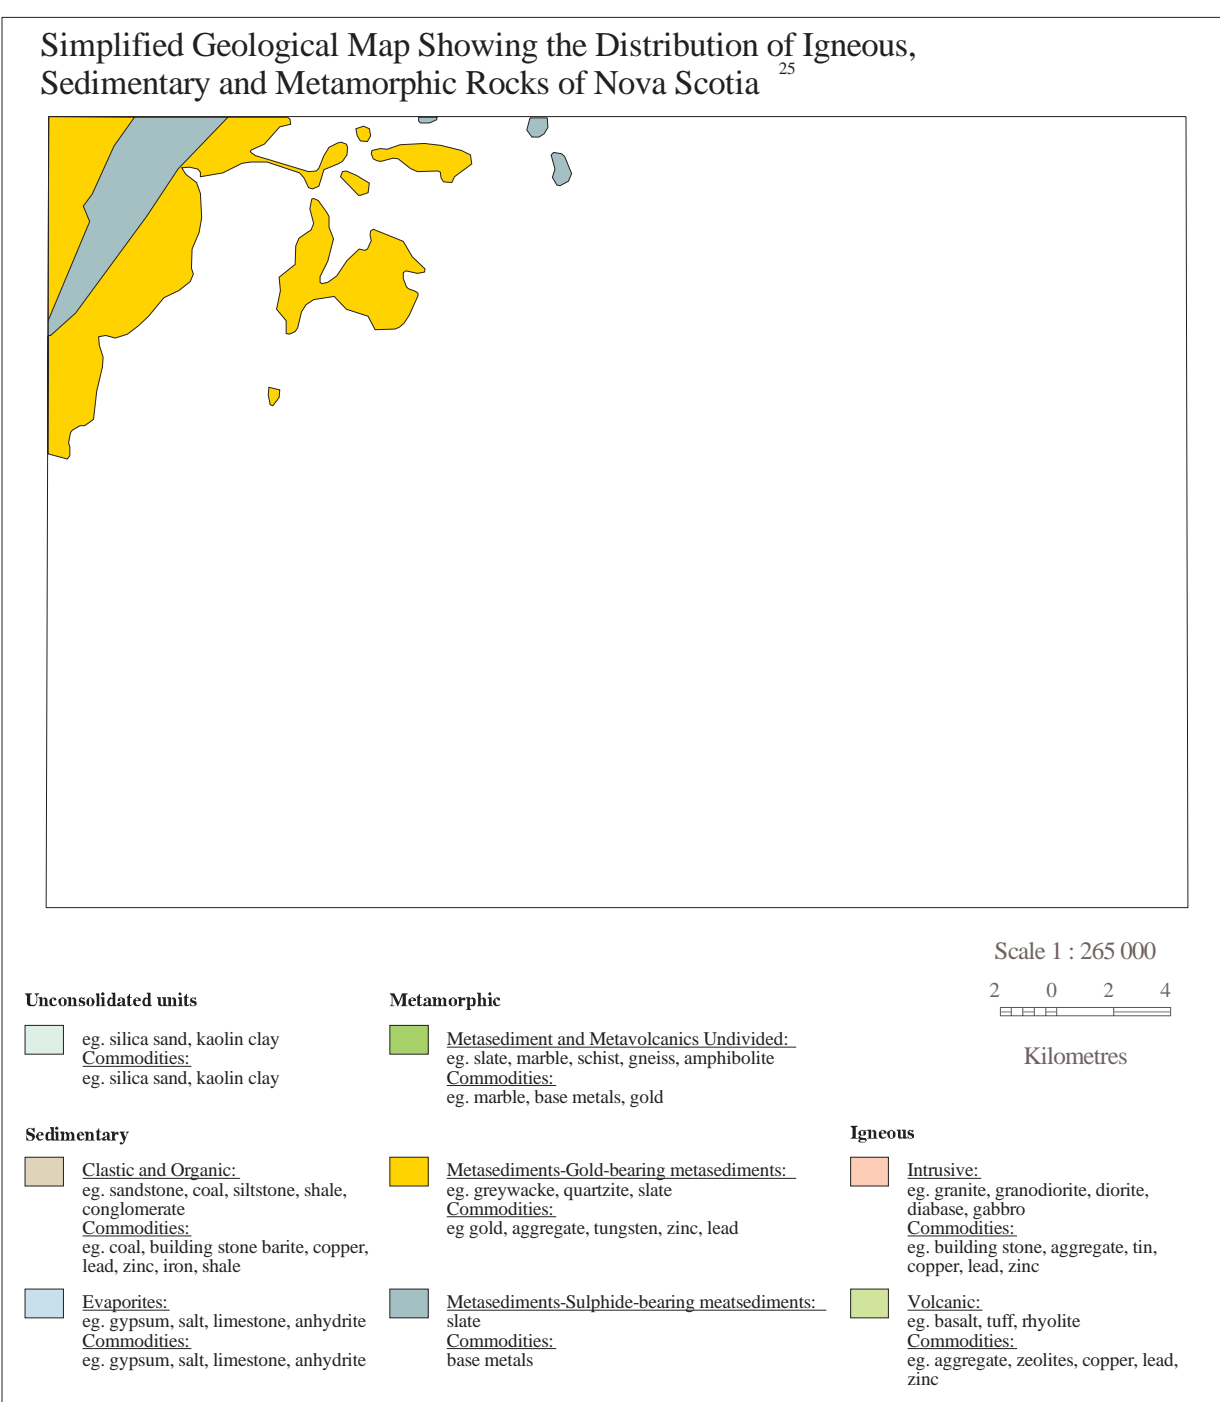 Simplified Geological Map Showing the Distribution of Igneous,
Sedimentary and Metamorphic Rocks of Nova Scotia 25
Scale 1 : 265 000
2 0 2 4
Kilometres
Unconsolidated units
eg. silica sand, kaolin clay
Commodities:
eg. silica sand, kaolin clay
Metamorphic
Metasediment and Metavolcanics Undivided:
eg. slate, marble, schist, gneiss, amphibolite
Commodities:
eg. marble, base metals, gold
Sedimentary
Clastic and Organic:
eg. sandstone, coal, siltstone, shale,
conglomerate
Commodities:
eg. coal, building stone barite, copper,
lead, zinc, iron, shale
Evaporites:
eg. gypsum, salt, limestone, anhydrite
Commodities:
eg. gypsum, salt, limestone, anhydrite
Metasediments-Gold-bearing metasediments:
eg. greywacke, quartzite, slate
Commodities:
eg gold, aggregate, tungsten, zinc, lead
Metasediments-Sulphide-bearing meatsediments:
slate
Commodities:
base metals
Igneous
Intrusive:
eg. granite, granodiorite, diorite,
diabase, gabbro
Commodities:
eg. building stone, aggregate, tin,
copper, lead, zinc
Volcanic:
eg. basalt, tuff, rhyolite
Commodities:
eg. aggregate, zeolites, copper, lead,
zinc